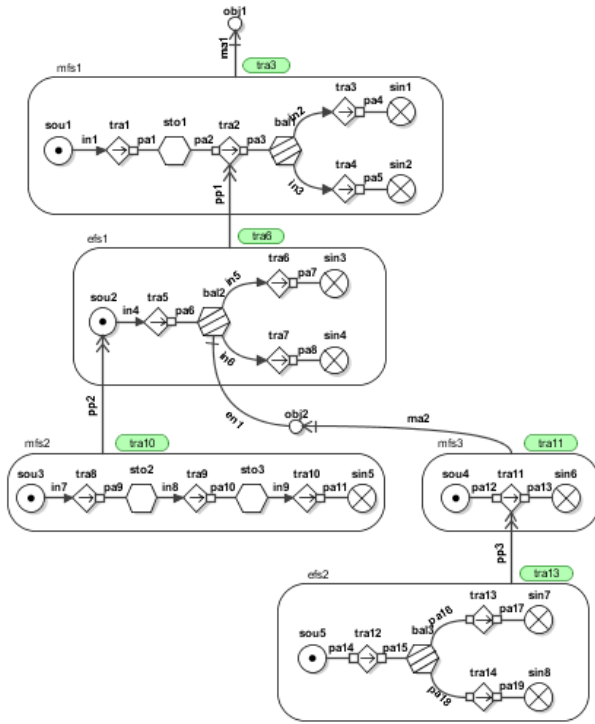 obj1
ma1
mfs1
tra3
sou1
in1
tra1
pa1
sto1
pa2
tra2
pa3
bal1
in2
tra3
pa4
sin1
in3
tra4
pa5
sin2
pp1
efs1
tra6
sou2
in4
tra5
pa6
bal2
in5
tra6
pa7
sin3
in6
tra7
pa8
sin4
pp2
en1
obj2
ma2
mfs2
tra10
sou3
in7
tra8
pa9
sto2
in8
tra9
pa10
sto3
in9
tra10
pa11
sin5
mfs3
tra11
sou4
pa12
tra11
pa13
sin6
pp3
efs2
tra13
sou5
pa14
tra12
pa15
bal3
pa16
tra13
pa17
sin7
pa18
tra14
pa19
sin8